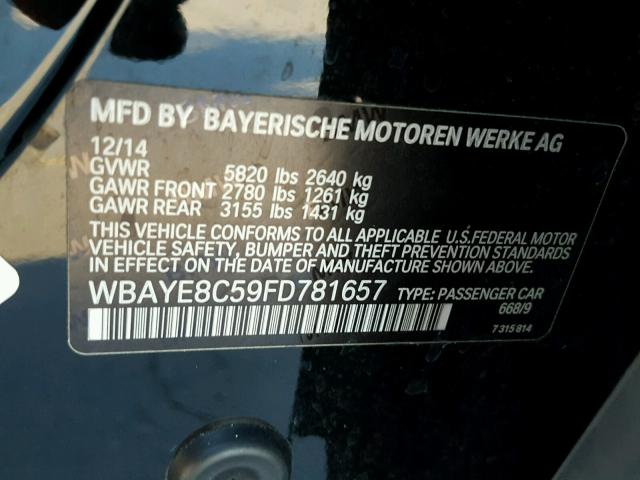 MFD BY BAYERISCHE MOTOREN WERKE AG
12/14
GVWR 5820 lbs 2640 kg
GAWR FRONT 2780 lbs 1261 kg
GAWR REAR 3155 lbs 1431 kg
THIS VEHICLE CONFORMS TO ALL APPLICABLE U.S.FEDERAL MOTOR
VEHICLE SAFETY, BUMPER AND THEFT PREVENTION STANDARDS
IN EFFECT ON THE DATE OF MANUFACTURE SHOWN ABOVE.
WBAYE8C59FD781657 TYPE: PASSENGER CAR
668/9
7 315 814